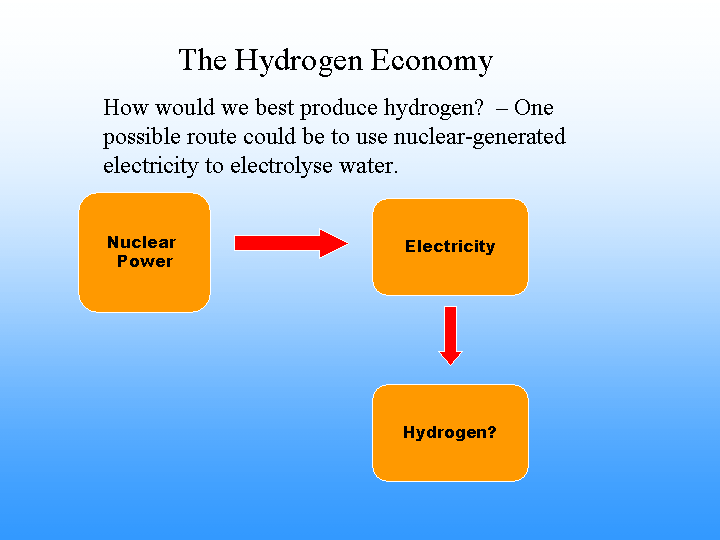 The Hydrogen Economy
How would we best produce hydrogen?  – One
possible route could be to use nuclear-generated
electricity to electrolyse water.
Nuclear
Power
Electricity
Hydrogen?